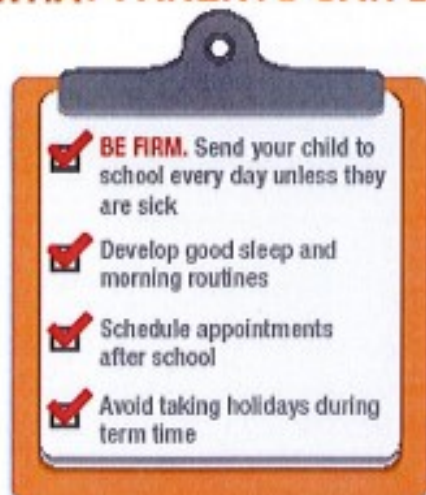 BE FIRM. Send your child to
school every day unless they
are sick
Develop good sleep and
morning routines
Schedule appointments
after school
Avoid taking holidays during
term time